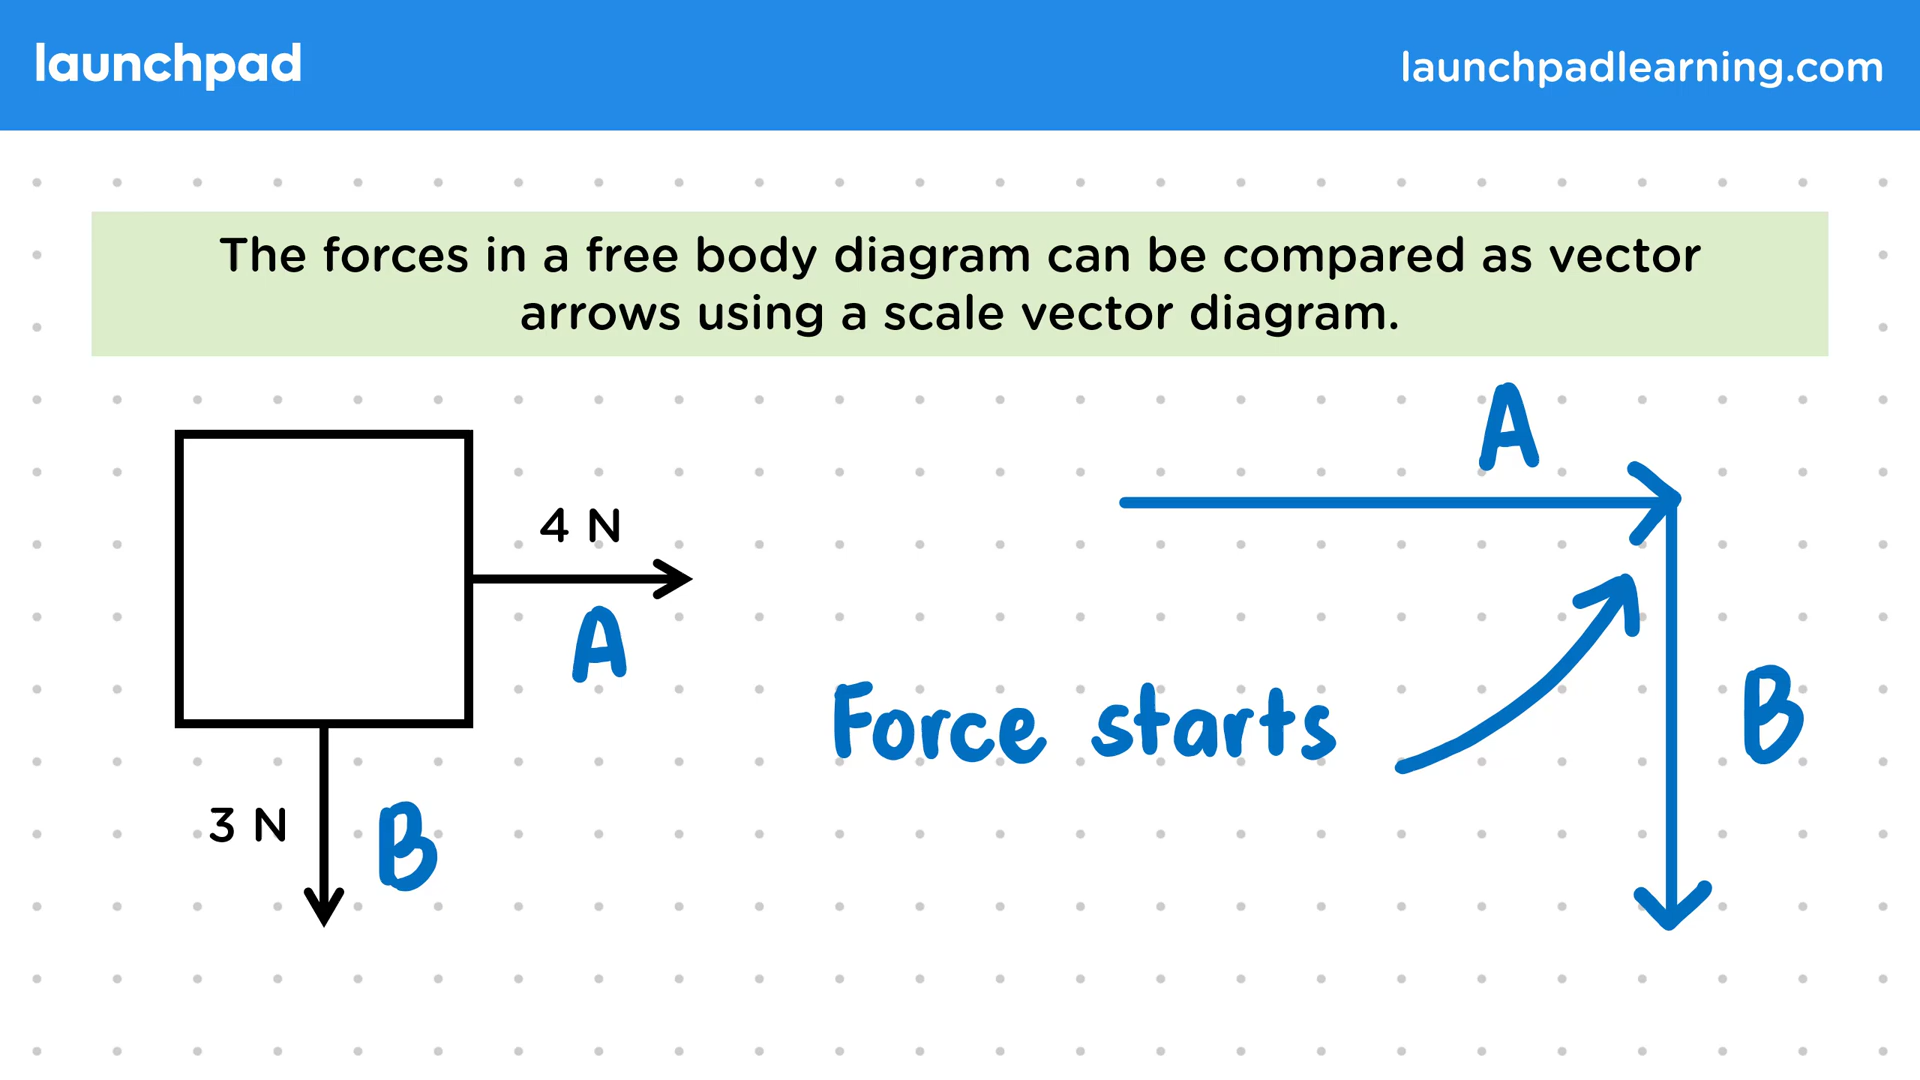 launchpad
launchpadlearning.com
The forces in a free body diagram can be compared as vector
arrows using a scale vector diagram.
A
4 N
A
Force starts
B
3 N
B